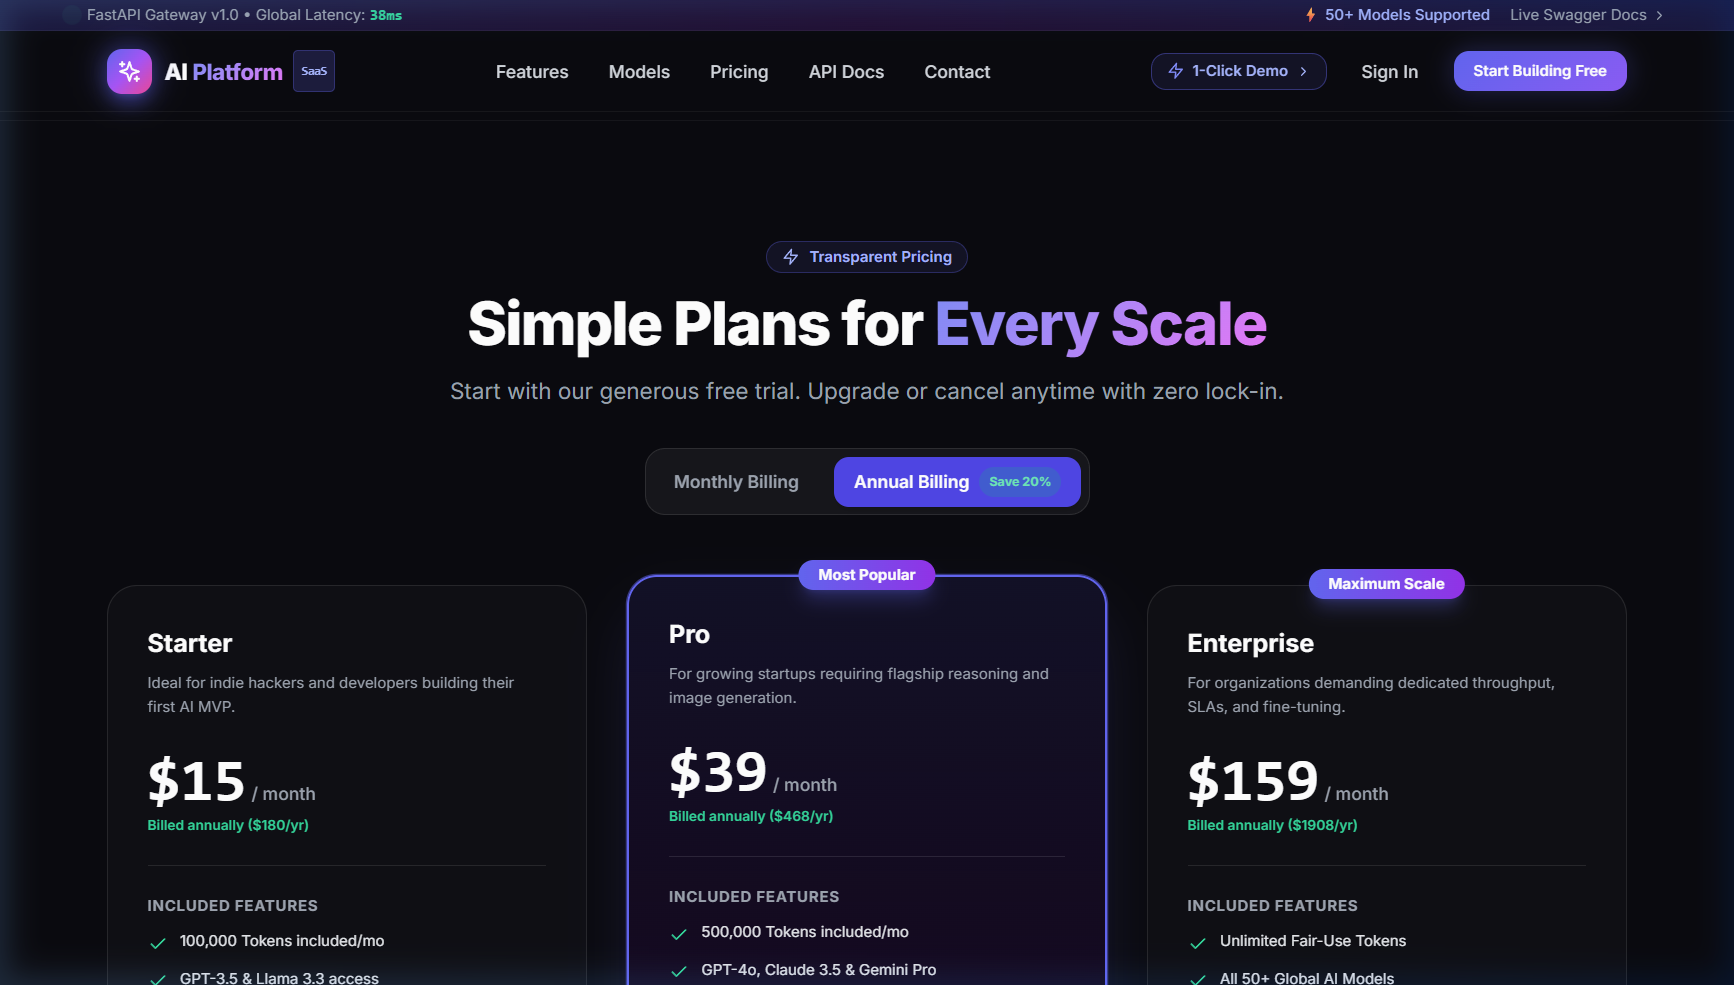 FastAPI Gateway v1.0 • Global Latency: 38ms
50+ Models Supported
Live Swagger Docs
AI Platform
SaaS
Features
Models
Pricing
API Docs
Contact
1-Click Demo
Sign In
Start Building Free
Transparent Pricing
Simple Plans for Every Scale
Start with our generous free trial. Upgrade or cancel anytime with zero lock-in.
Monthly Billing
Annual Billing
Save 20%
Starter
Ideal for indie hackers and developers building their
first AI MVP.
$15 / month
Billed annually ($180/yr)
INCLUDED FEATURES
100,000 Tokens included/mo
GPT-3.5 & Llama 3.3 access
Most Popular
Pro
For growing startups requiring flagship reasoning and
image generation.
$39 / month
Billed annually ($468/yr)
INCLUDED FEATURES
500,000 Tokens included/mo
GPT-4o, Claude 3.5 & Gemini Pro
Maximum Scale
Enterprise
For organizations demanding dedicated throughput,
SLAs, and fine-tuning.
$159 / month
Billed annually ($1908/yr)
INCLUDED FEATURES
Unlimited Fair-Use Tokens
All 50+ Global AI Models